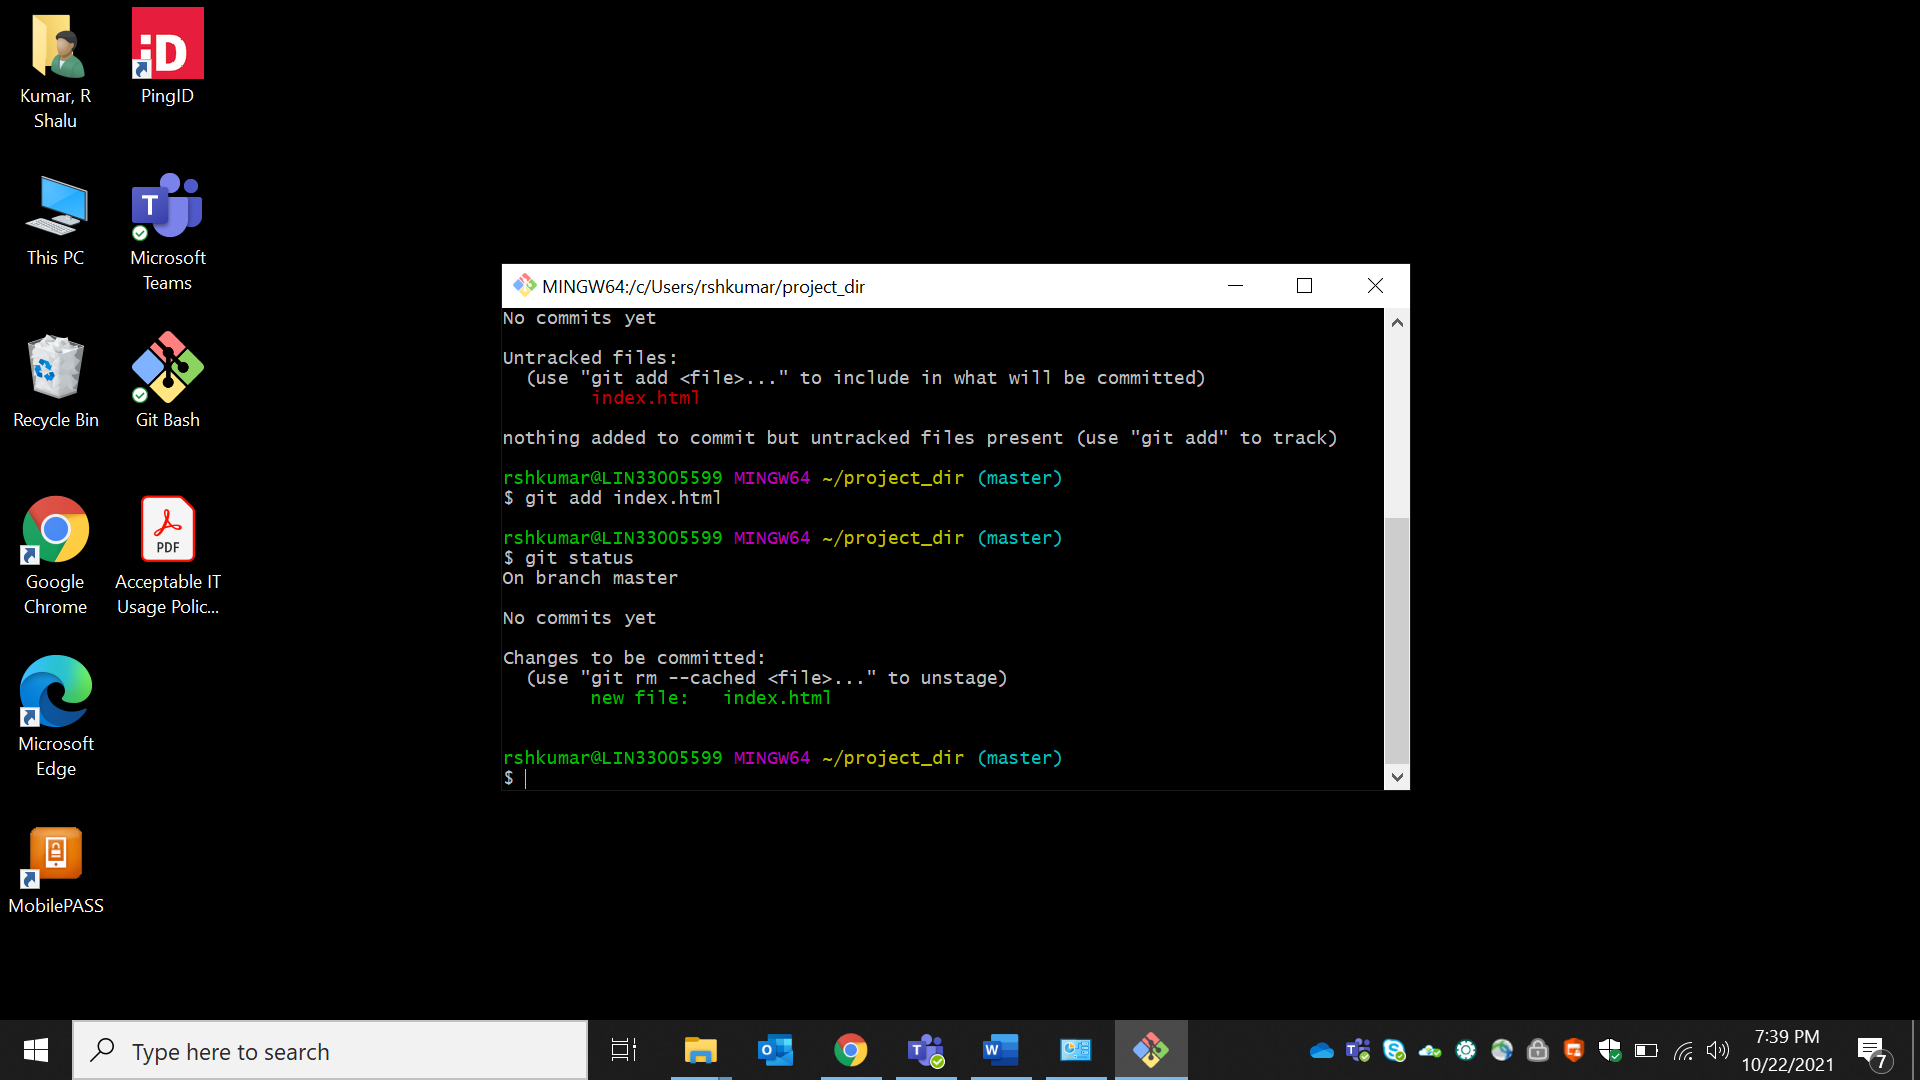 Kumar, R
Shalu
PingID
This PC
Microsoft
Teams
Recycle Bin
Git Bash
Google
Chrome
PDF
Acceptable IT
Usage Polic...
Microsoft
Edge
MobilePASS
MINGW64:/c/Users/rshkumar/project_dir
No commits yet
Untracked files:
(use "git add <file>..." to include in what will be committed)
index.html
nothing added to commit but untracked files present (use "git add" to track)
rshkumar@LIN33005599 MINGW64 ~/project_dir (master)
$ git add index.html
rshkumar@LIN33005599 MINGW64 ~/project_dir (master)
$ git status
On branch master
No commits yet
Changes to be committed:
(use "git rm --cached <file>..." to unstage)
new file:   index.html
rshkumar@LIN33005599 MINGW64 ~/project_dir (master)
$
Type here to search
7:39 PM
10/22/2021
7